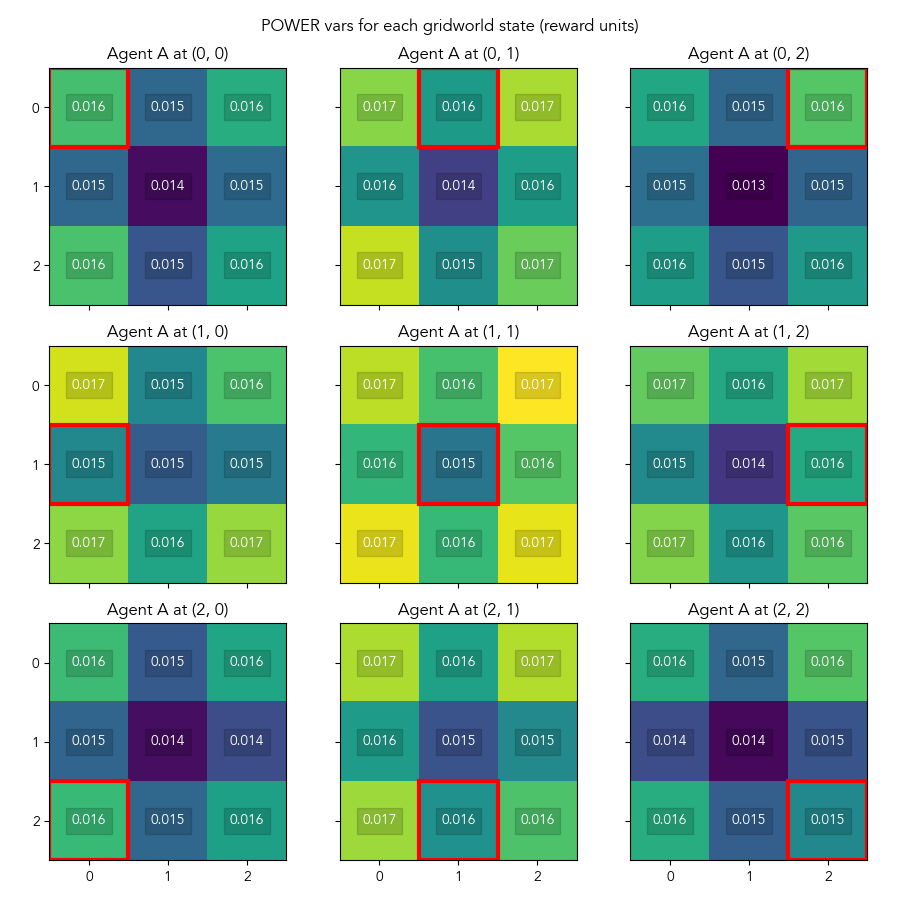 POWER vars for each gridworld state (reward units)
Agent A at (0, 0) Agent A at (0, 1) Agent A at (0, 2)
0 0.016 0.015 0.016 0.017 0.016 0.017 0.016 0.015 0.016
1 0.015 0.014 0.015 0.016 0.014 0.016 0.015 0.013 0.015
2 0.016 0.015 0.016 0.017 0.015 0.017 0.016 0.015 0.016
Agent A at (1, 0) Agent A at (1, 1) Agent A at (1, 2)
0 0.017 0.015 0.016 0.017 0.016 0.017 0.017 0.016 0.017
1 0.015 0.015 0.015 0.016 0.015 0.016 0.015 0.014 0.016
2 0.017 0.016 0.017 0.017 0.016 0.017 0.017 0.016 0.016
Agent A at (2, 0) Agent A at (2, 1) Agent A at (2, 2)
0 0.016 0.015 0.016 0.017 0.016 0.017 0.016 0.015 0.016
1 0.015 0.014 0.014 0.016 0.015 0.015 0.014 0.014 0.015
2 0.016 0.015 0.016 0.017 0.016 0.016 0.016 0.015 0.015
0 1 2 0 1 2 0 1 2